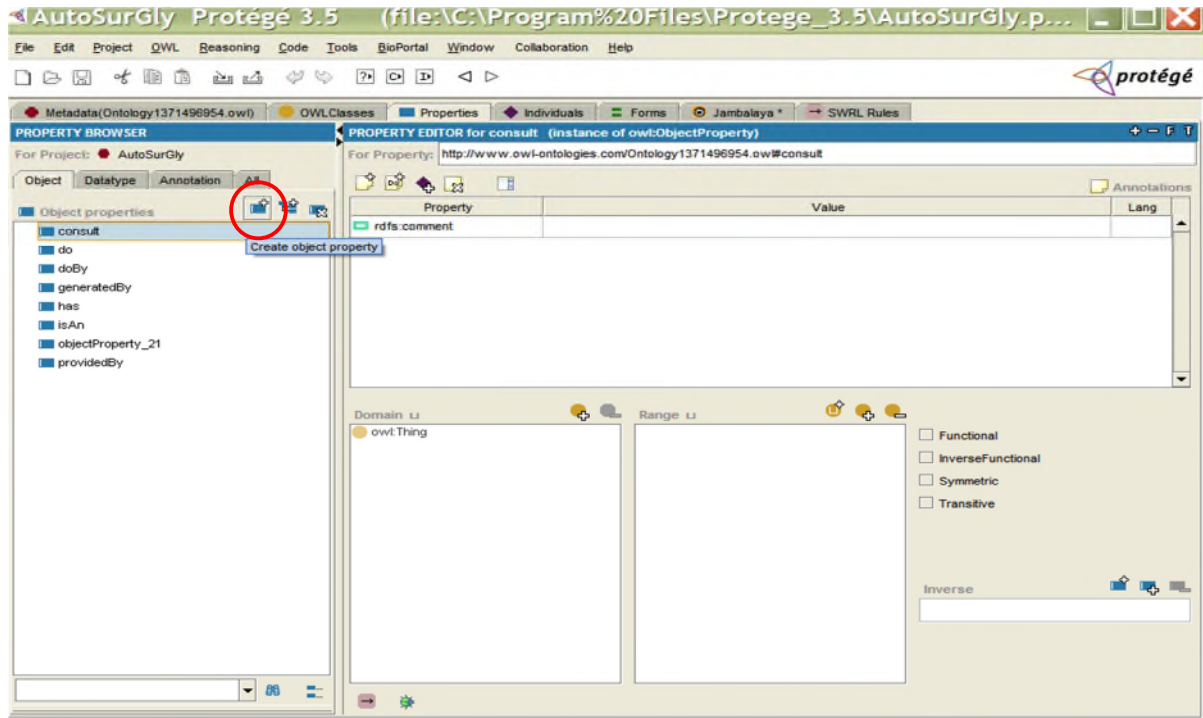 AutoSurGly Protégé 3.5 (file:\C:\Program%20Files\Protege_3.5\AutoSurGly.p...
File Edit Project OWL Reasoning Code Tools BioPortal Window Collaboration Help
protégé
Metadata(Ontology1371496954.owl) OWLClasses Properties Individuals Forms Jambalaya * SWRL Rules
PROPERTY BROWSER
For Project: AutoSurGly
Object Datatype Annotation All
Object properties
consult
Create object property
do
doBy
generatedBy
has
isAn
objectProperty_21
providedBy
PROPERTY EDITOR for consult (instance of owl:ObjectProperty)
For Property: http://www.owl-ontologies.com/Ontology1371496954.owl#consult
Annotations
Property Value Lang
rdfs:comment
Domain ⊔ Range ⊔
owl:Thing
Functional
InverseFunctional
Symmetric
Transitive
Inverse